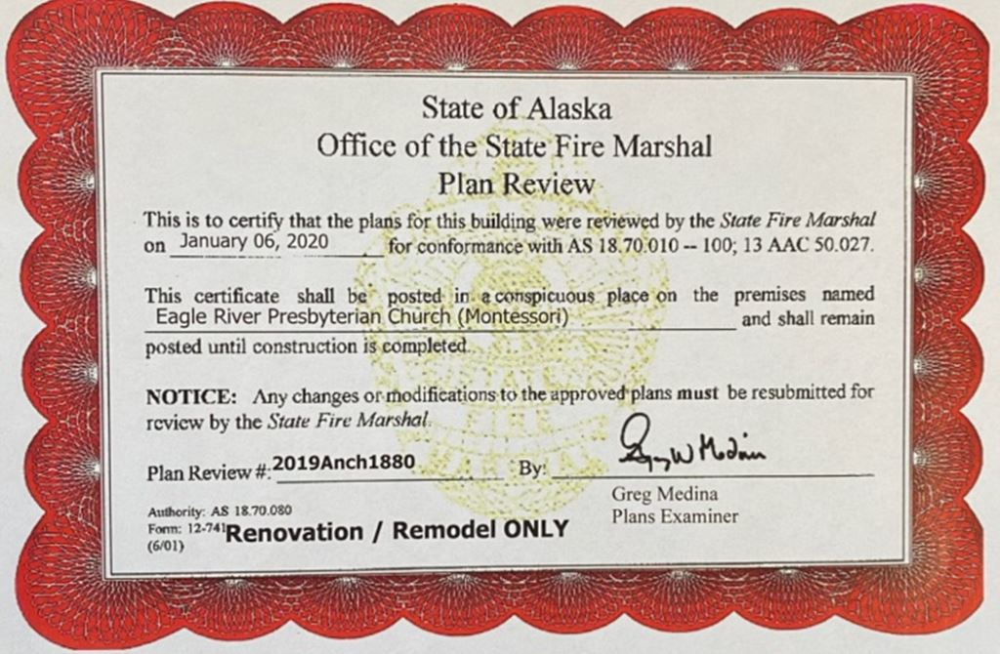 State of Alaska
Office of the State Fire Marshal
Plan Review
This is to certify that the plans for this building were reviewed by the State Fire Marshal
on January 06, 2020 for conformance with AS 18.70.010 -- 100; 13 AAC 50.027.
This certificate shall be posted in a conspicuous place on the premises named
Eagle River Presbyterian Church (Montessori) and shall remain
posted until construction is completed.
NOTICE: Any changes or modifications to the approved plans must be resubmitted for
review by the State Fire Marshal.
Plan Review #: 2019Anch1880 By: Greg W Medina
Greg Medina
Plans Examiner
Authority: AS 18.70.080
Form: 12-741 Renovation / Remodel ONLY
(6/01)